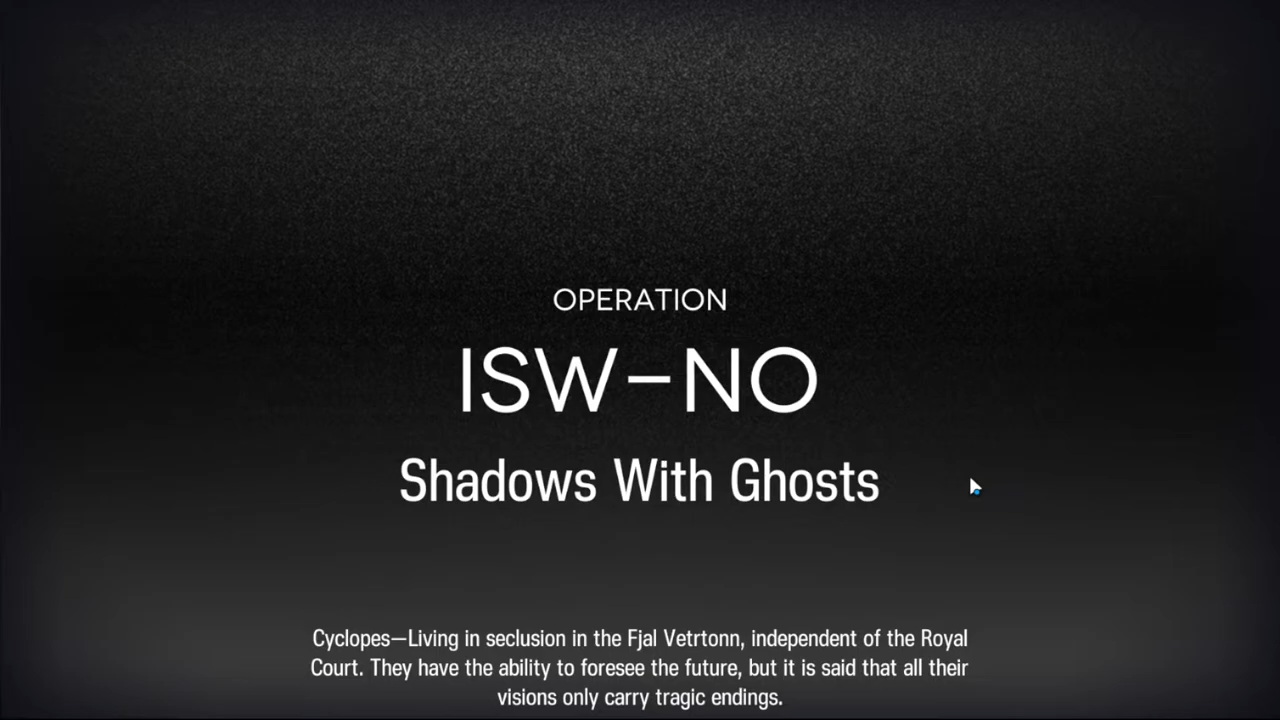 OPERATION
ISW-NO
Shadows With Ghosts
Cyclopes—Living in seclusion in the Fjal Vetrtonn, independent of the Royal
Court. They have the ability to foresee the future, but it is said that all their
visions only carry tragic endings.